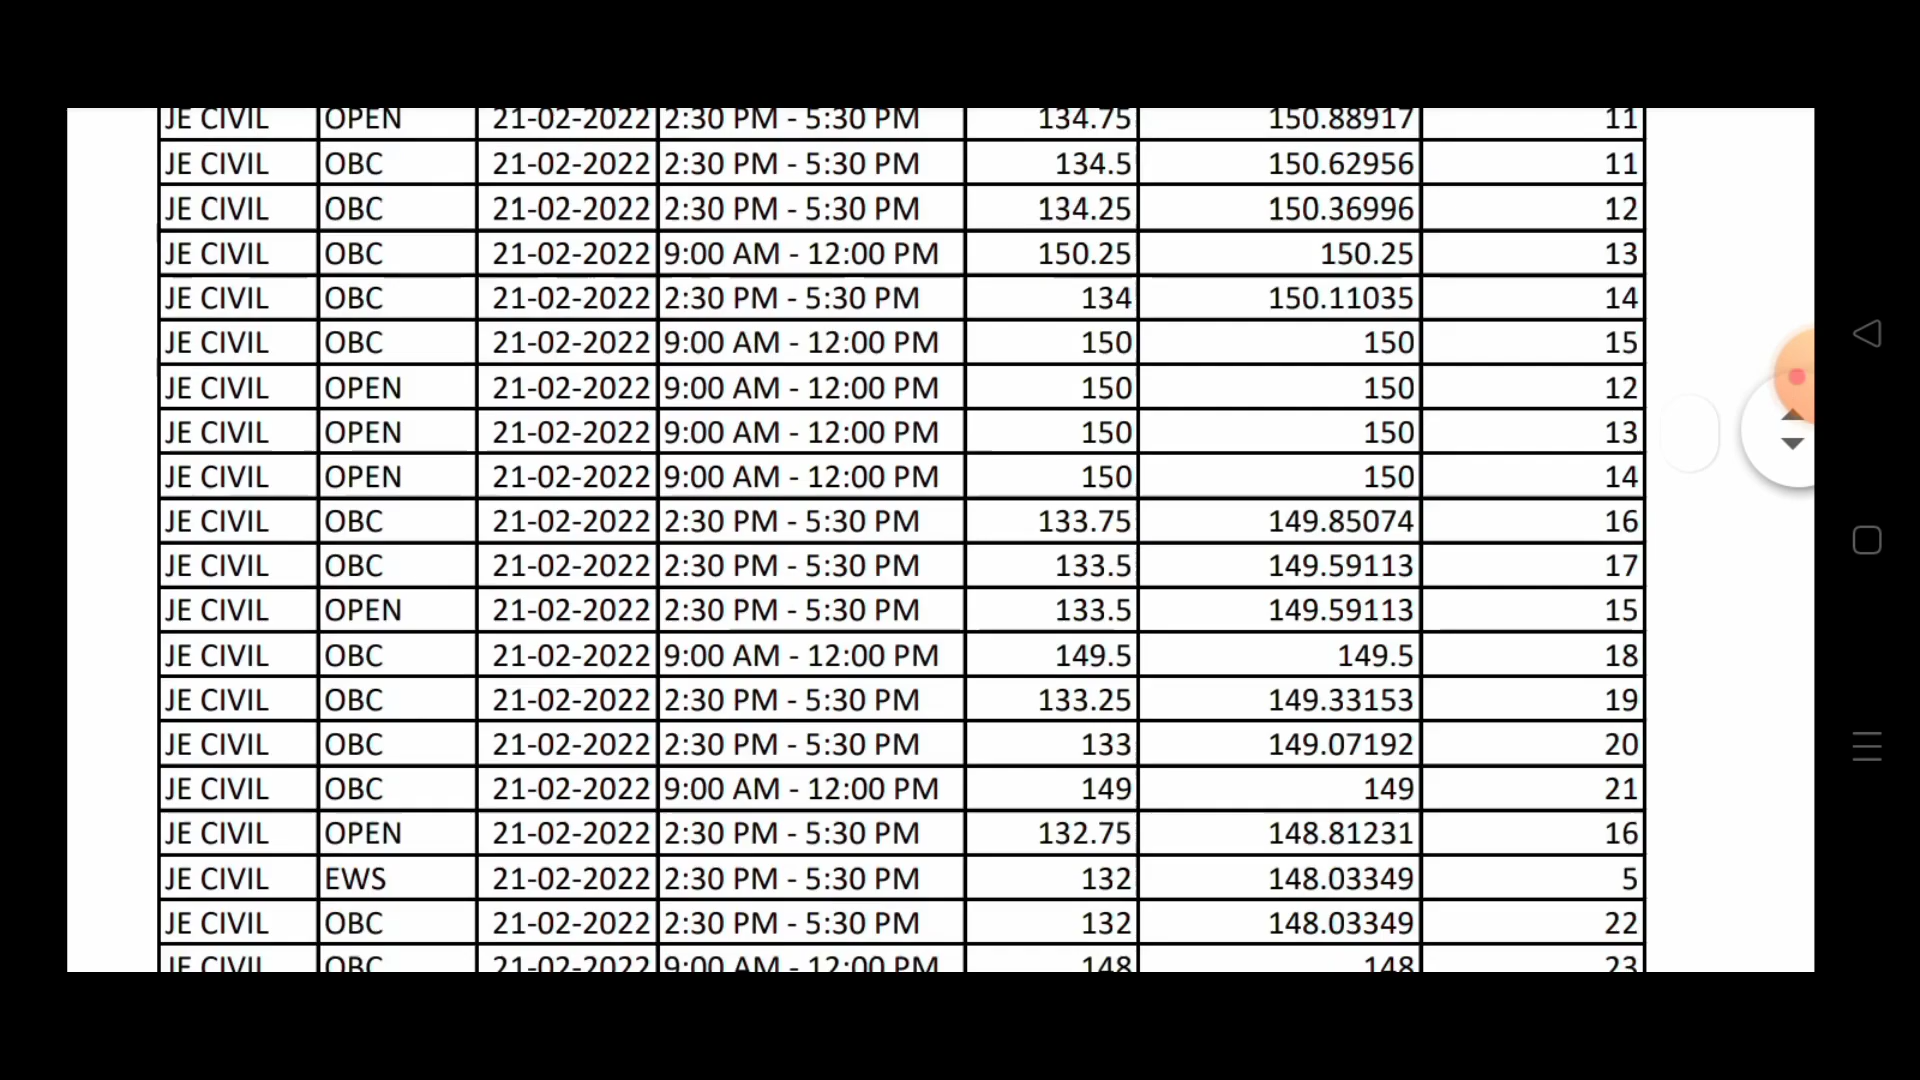 JE CIVIL OPEN 21-02-2022 2:30 PM - 5:30 PM 134.75 150.88917 11
JE CIVIL OBC 21-02-2022 2:30 PM - 5:30 PM 134.5 150.62956 11
JE CIVIL OBC 21-02-2022 2:30 PM - 5:30 PM 134.25 150.36996 12
JE CIVIL OBC 21-02-2022 9:00 AM - 12:00 PM 150.25 150.25 13
JE CIVIL OBC 21-02-2022 2:30 PM - 5:30 PM 134 150.11035 14
JE CIVIL OBC 21-02-2022 9:00 AM - 12:00 PM 150 150 15
JE CIVIL OPEN 21-02-2022 9:00 AM - 12:00 PM 150 150 12
JE CIVIL OPEN 21-02-2022 9:00 AM - 12:00 PM 150 150 13
JE CIVIL OPEN 21-02-2022 9:00 AM - 12:00 PM 150 150 14
JE CIVIL OBC 21-02-2022 2:30 PM - 5:30 PM 133.75 149.85074 16
JE CIVIL OBC 21-02-2022 2:30 PM - 5:30 PM 133.5 149.59113 17
JE CIVIL OPEN 21-02-2022 2:30 PM - 5:30 PM 133.5 149.59113 15
JE CIVIL OBC 21-02-2022 9:00 AM - 12:00 PM 149.5 149.5 18
JE CIVIL OBC 21-02-2022 2:30 PM - 5:30 PM 133.25 149.33153 19
JE CIVIL OBC 21-02-2022 2:30 PM - 5:30 PM 133 149.07192 20
JE CIVIL OBC 21-02-2022 9:00 AM - 12:00 PM 149 149 21
JE CIVIL OPEN 21-02-2022 2:30 PM - 5:30 PM 132.75 148.81231 16
JE CIVIL EWS 21-02-2022 2:30 PM - 5:30 PM 132 148.03349 5
JE CIVIL OBC 21-02-2022 2:30 PM - 5:30 PM 132 148.03349 22
JE CIVIL OBC 21-02-2022 9:00 AM - 12:00 PM 148 148 23